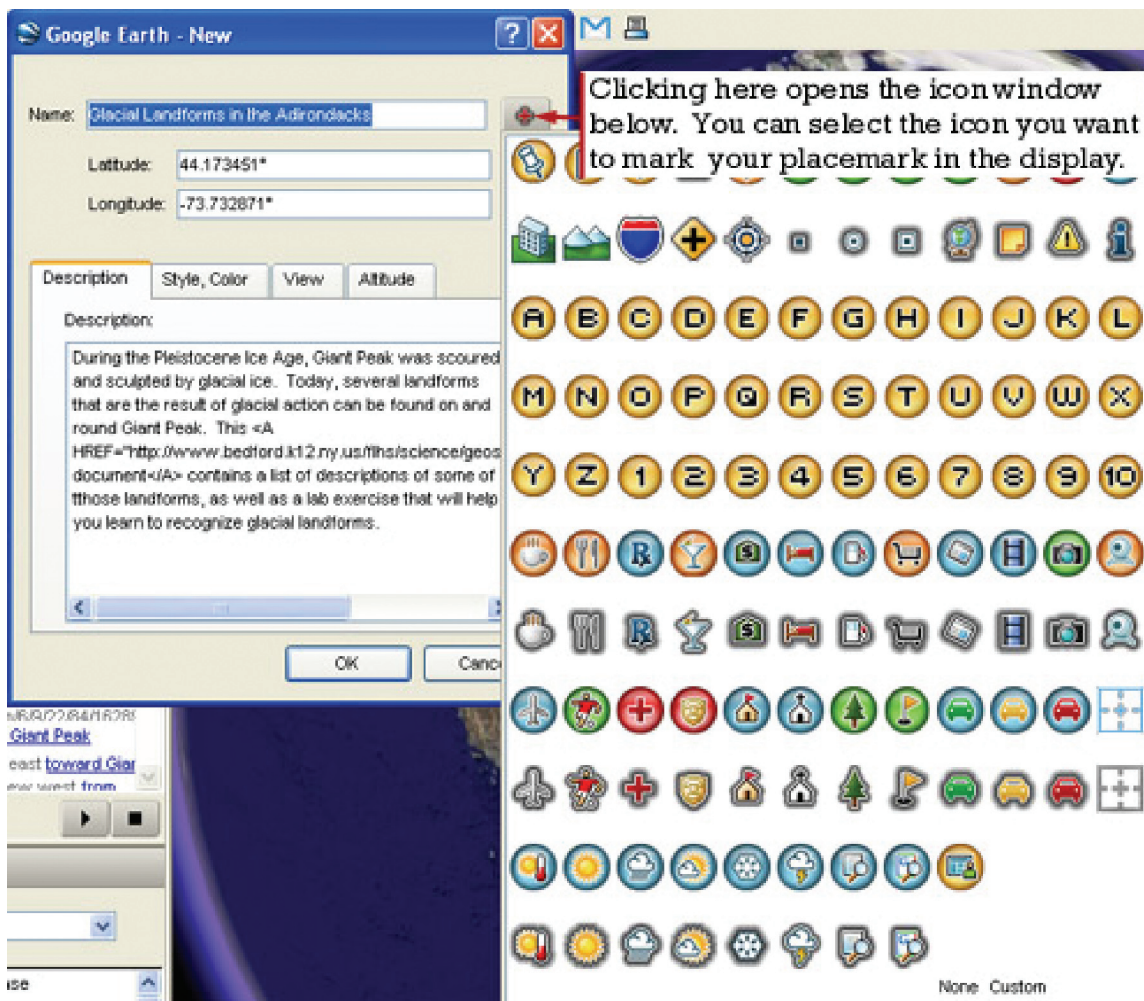 Google Earth - New
?
Clicking here opens the icon window
below. You can select the icon you want
to mark your placemark in the display.
Name: Glacial Landforms in the Adirondacks
Latitude: 44.173451°
Longitude: -73.732871°
Description Style, Color View Altitude
Description:
During the Pleistocene Ice Age, Giant Peak was scoured
and sculpted by glacial ice. Today, several landforms
that are the result of glacial action can be found on and
round Giant Peak. This <A
HREF="http://www.bedford.k12.ny.us/flhs/science/geos
document</A> contains a list of descriptions of some of
tthose landforms, as well as a lab exercise that will help
you learn to recognize glacial landforms.
OK Canc
A B C D E F G H I J K L
M N O P Q R S T U V W X
Y Z 1 2 3 4 5 6 7 8 9 10
Giant Peak
east toward Giar
ew west from
ase
None Custom